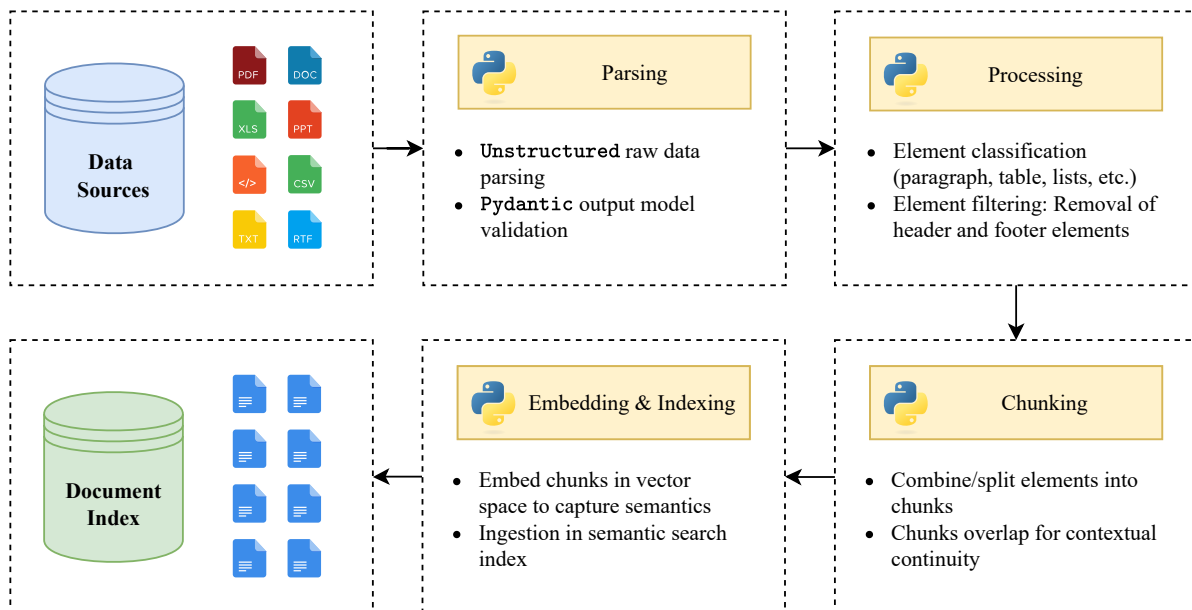 Data
Sources
PDF
DOC
XLS
PPT
</>
CSV
TXT
RTF
Parsing
• Unstructured raw data
parsing
• Pydantic output model
validation
Processing
• Element classification
(paragraph, table, lists, etc.)
• Element filtering: Removal of
header and footer elements
Chunking
• Combine/split elements into
chunks
• Chunks overlap for contextual
continuity
Embedding & Indexing
• Embed chunks in vector
space to capture semantics
• Ingestion in semantic search
index
Document
Index